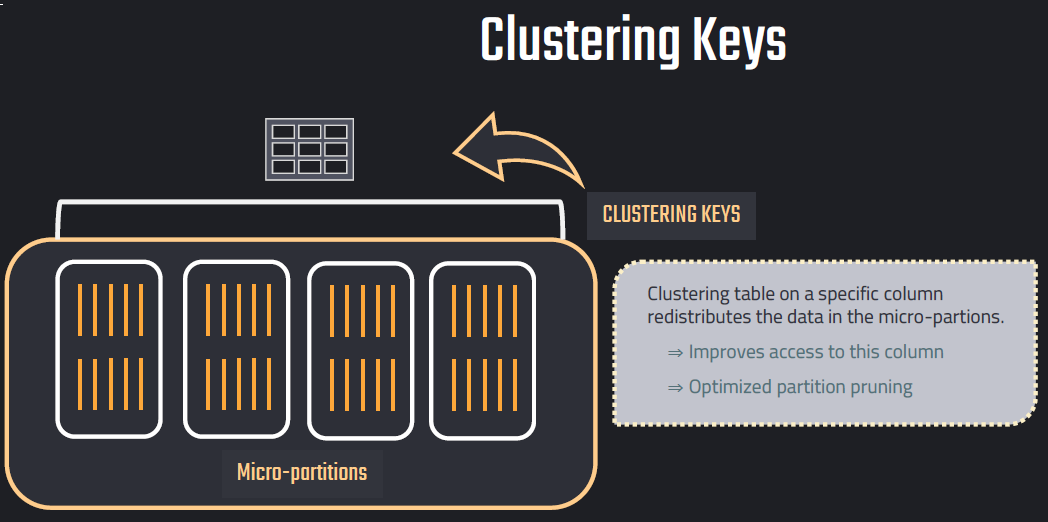 Clustering Keys
CLUSTERING KEYS
Clustering table on a specific column
redistributes the data in the micro-partions.
⇒ Improves access to this column
⇒ Optimized partition pruning
Micro-partitions